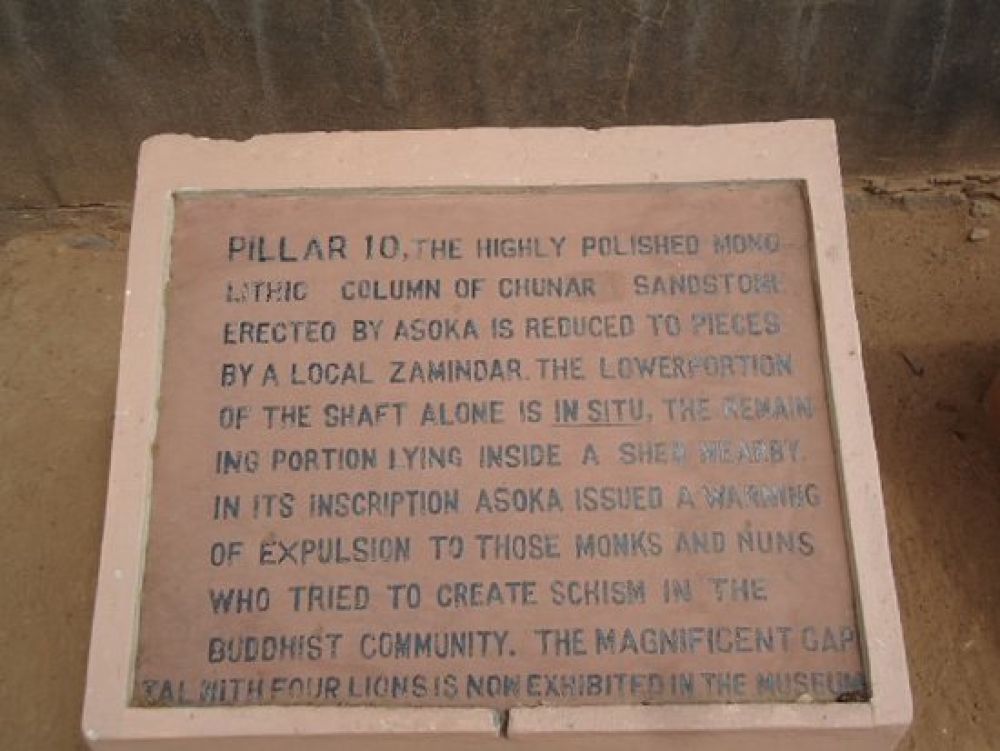 PILLAR 10, THE HIGHLY POLISHED MONO
LITHIC COLUMN OF CHUNAR SANDSTONE
ERECTED BY ASOKA IS REDUCED TO PIECES
BY A LOCAL ZAMINDAR. THE LOWERPORTION
OF THE SHAFT ALONE IS IN SITU, THE REMAIN
ING PORTION LYING INSIDE A SHED NEARBY.
IN ITS INSCRIPTION ASOKA ISSUED A WARNING
OF EXPULSION TO THOSE MONKS AND NUNS
WHO TRIED TO CREATE SCHISM IN THE
BUDDHIST COMMUNITY. THE MAGNIFICENT CAP
TAL WITH FOUR LIONS IS NOW EXHIBITED IN THE MUSEUM